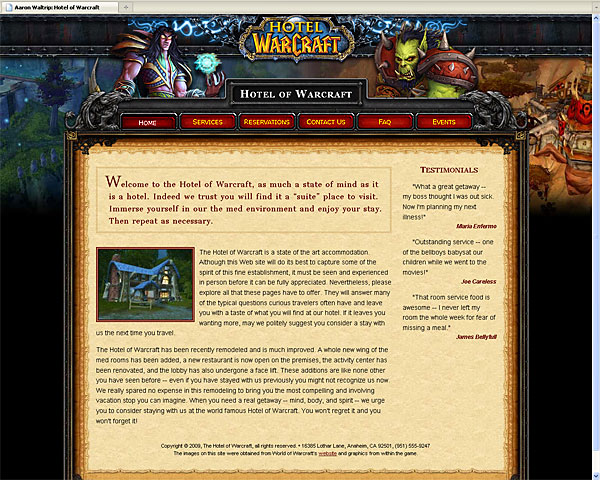 Aaron Waltrip: Hotel of Warcraft
HOTEL
OF
WARCRAFT
HOTEL OF WARCRAFT
HOME
SERVICES
RESERVATIONS
CONTACT US
FAQ
EVENTS
Welcome to the Hotel of Warcraft, as much a state of mind as it
is a hotel. Indeed we trust you will find it a "suite" place to visit.
Immerse yourself in our the med environment and enjoy your stay.
Then repeat as necessary.
The Hotel of Warcraft is a state of the art accommodation.
Although this Web site will do its best to capture some of the
spirit of this fine establishment, it must be seen and experienced
in person before it can be fully appreciated. Nevertheless, please
explore all that these pages have to offer. They will answer many
of the typical questions curious travelers often have and leave
you with a taste of what you will find at our hotel. If it leaves you
wanting more, may we politely suggest you consider a stay with
us the next time you travel.
The Hotel of Warcraft has been recently remodeled and is much improved. A whole new wing of the
med rooms has been added, a new restaurant is now open on the premises, the activity center has
been renovated, and the lobby has also undergone a face lift. These additions are like none other
you have seen before -- even if you have stayed with us previously you might not recognize us now.
We really spared no expense in this remodeling to bring you the most compelling and involving
vacation stop you can imagine. When you need a real getaway -- mind, body, and spirit -- we urge
you to consider staying with us at the world famous Hotel of Warcraft. You won't regret it and you
won't forget it!
TESTIMONIALS
"What a great getaway --
my boss thought I was out sick.
Now I'm planning my next
illness!"
Maria Enfermo
"Outstanding service -- one
of the bellboys babysat our
children while we went to the
movies!"
Joe Careless
"That room service food is
awesome -- I never left my
room the whole week for fear of
missing a meal."
James Bellyfull
Copyright © 2009, The Hotel of Warcraft, all rights reserved. • 16385 Lothar Lane, Anaheim, CA 92501, (951) 555-9247
The images on this site were obtained from World of Warcraft's website and graphics from within the game.